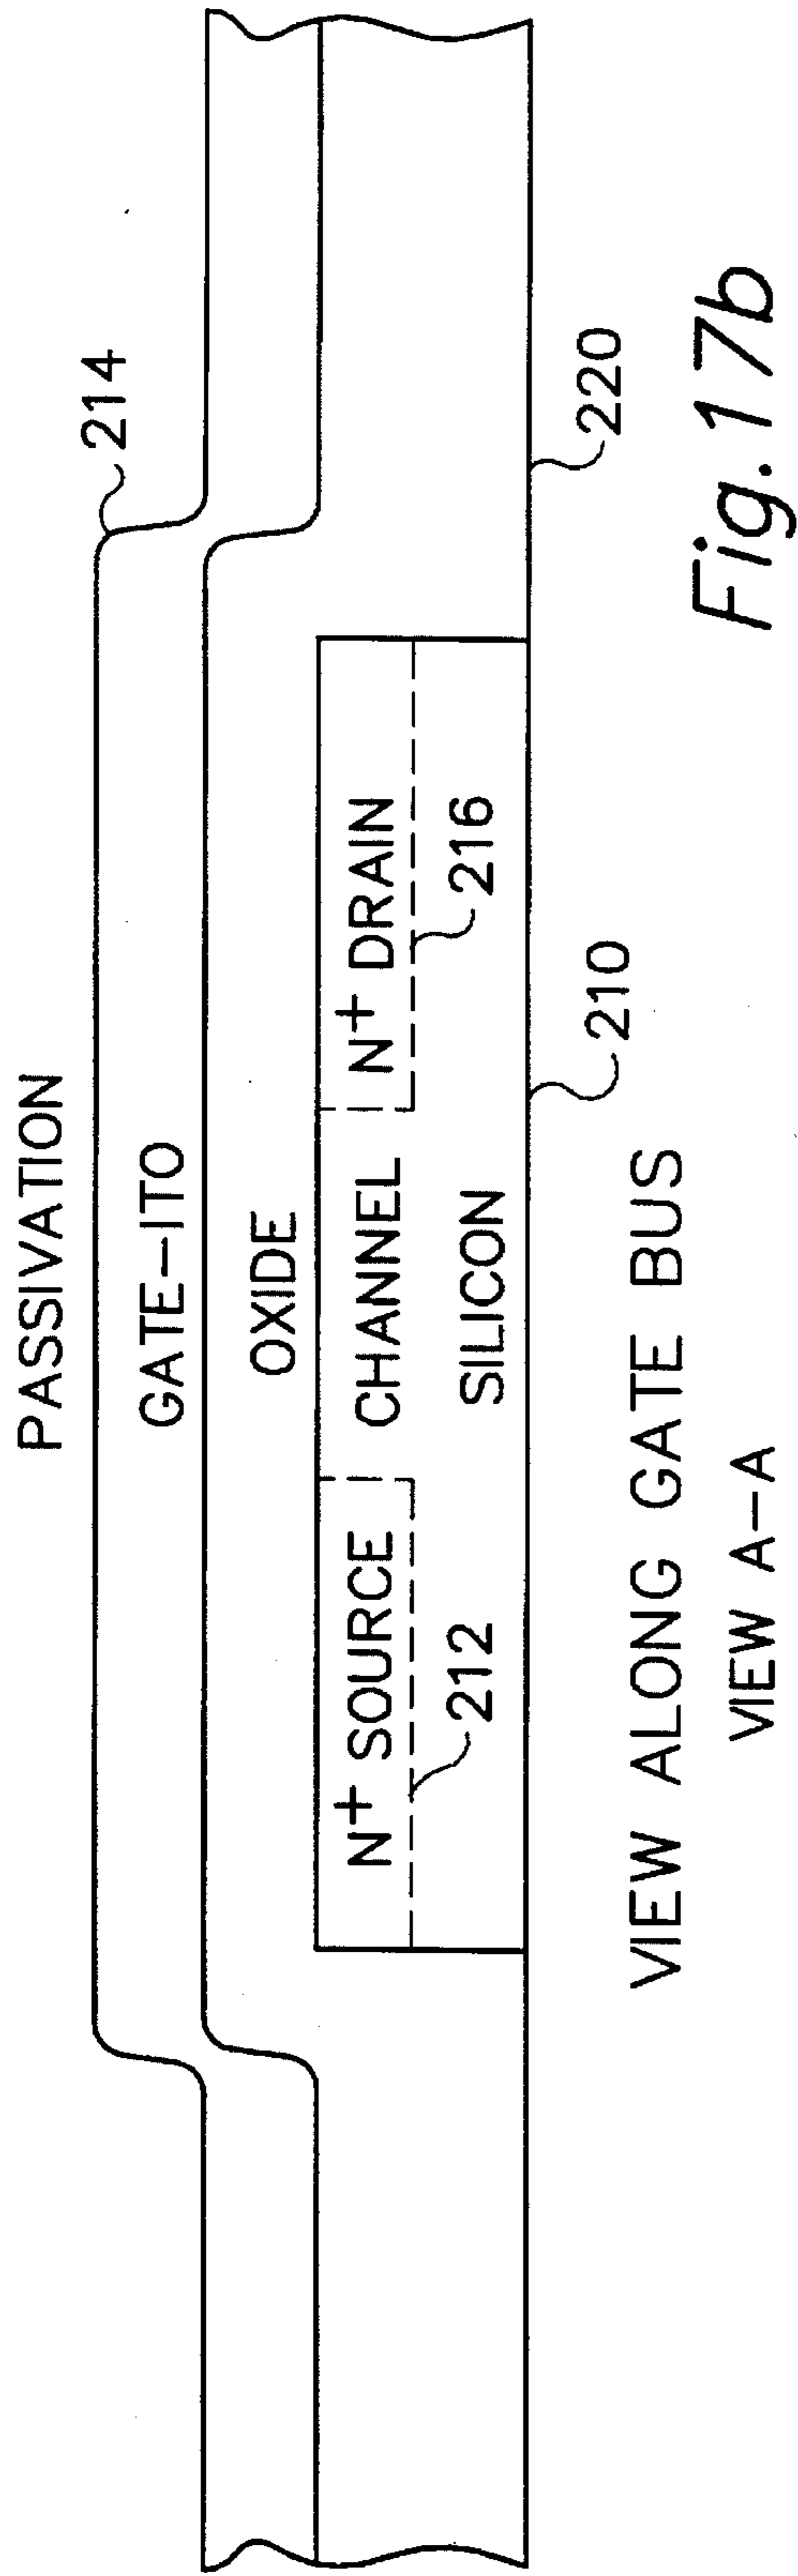 PASSIVATION
214
GATE-ITO
OXIDE
N+ SOURCE
CHANNEL
N+ DRAIN
212
SILICON
216
210
220
VIEW ALONG GATE BUS
VIEW A-A
Fig. 17b